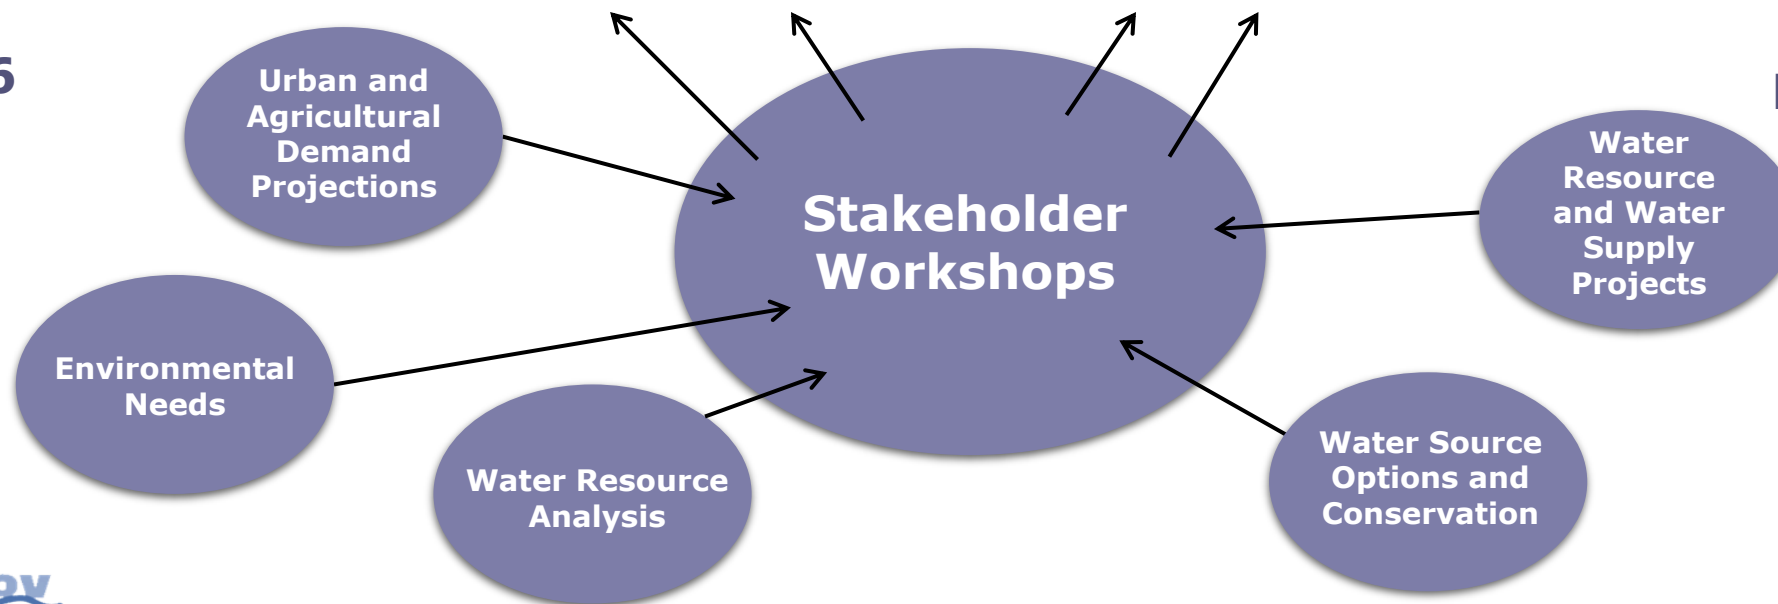 6
Urban and
Agricultural
Demand
Projections
Stakeholder
Workshops
Water
Resource
and Water
Supply
Projects
Environmental
Needs
Water Resource
Analysis
Water Source
Options and
Conservation